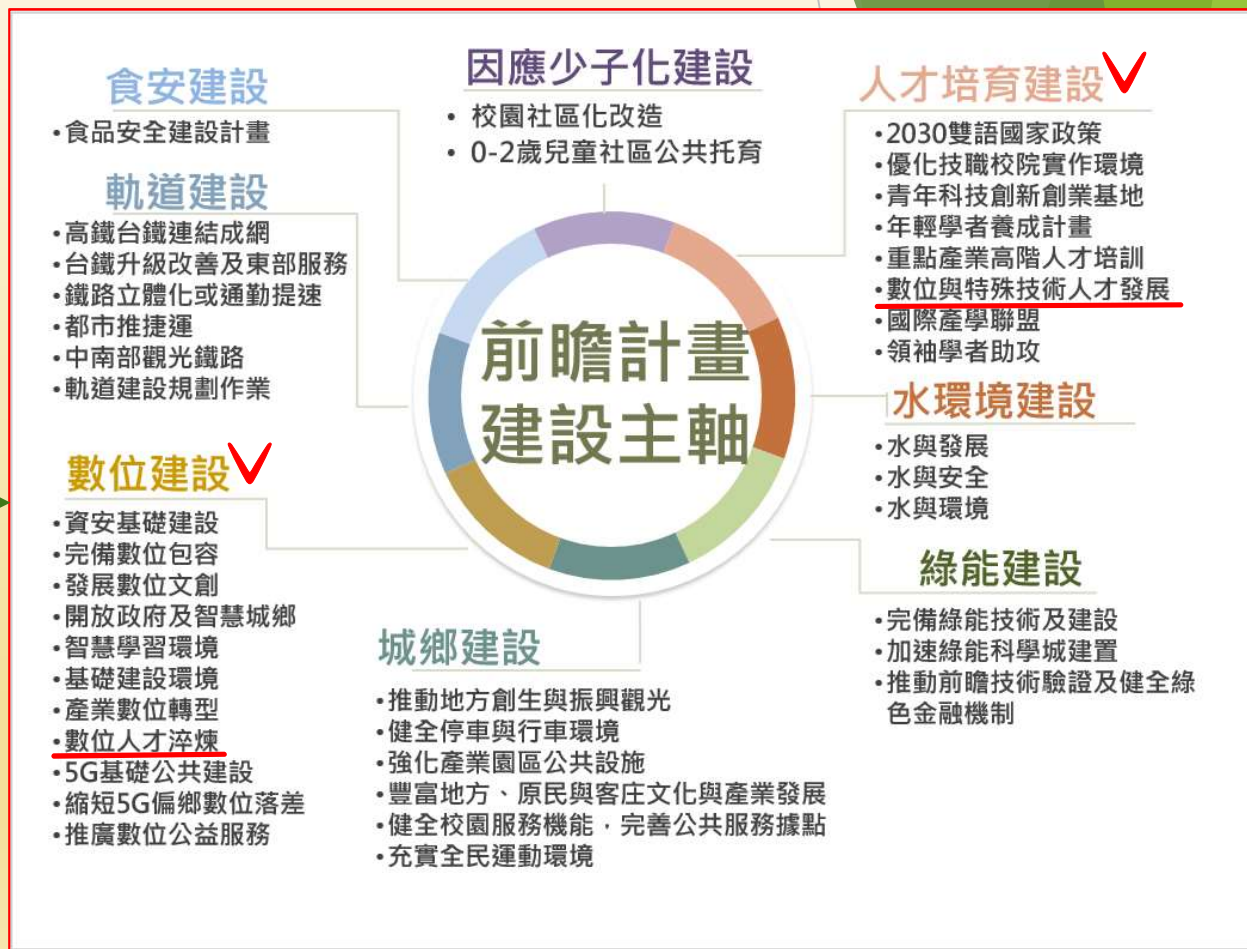 因應少子化建設
• 校園社區化改造
• 0-2歲兒童社區公共托育
食安建設
•食品安全建設計畫
軌道建設
•高鐵台鐵連結成網
•台鐵升級改善及東部服務
•鐵路立體化或通勤提速
•都市推捷運
•中南部觀光鐵路
•軌道建設規劃作業
人才培育建設
•2030雙語國家政策
•優化技職校院實作環境
•青年科技創新創業基地
•年輕學者養成計畫
•重點產業高階人才培訓
•數位與特殊技術人才發展
•國際產學聯盟
•領袖學者助攻
前瞻計畫
建設主軸
水環境建設
•水與發展
•水與安全
•水與環境
數位建設
•資安基礎建設
•完備數位包容
•發展數位文創
•開放政府及智慧城鄉
•智慧學習環境
•基礎建設環境
•產業數位轉型
•數位人才淬煉
•5G基礎公共建設
•縮短5G偏鄉數位落差
•推廣數位公益服務
綠能建設
•完備綠能技術及建設
•加速綠能科學城建置
•推動前瞻技術驗證及健全綠
色金融機制
城鄉建設
•推動地方創生與振興觀光
•健全停車與行車環境
•強化產業園區公共設施
•豐富地方、原民與客庄文化與產業發展
•健全校園服務機能，完善公共服務據點
•充實全民運動環境